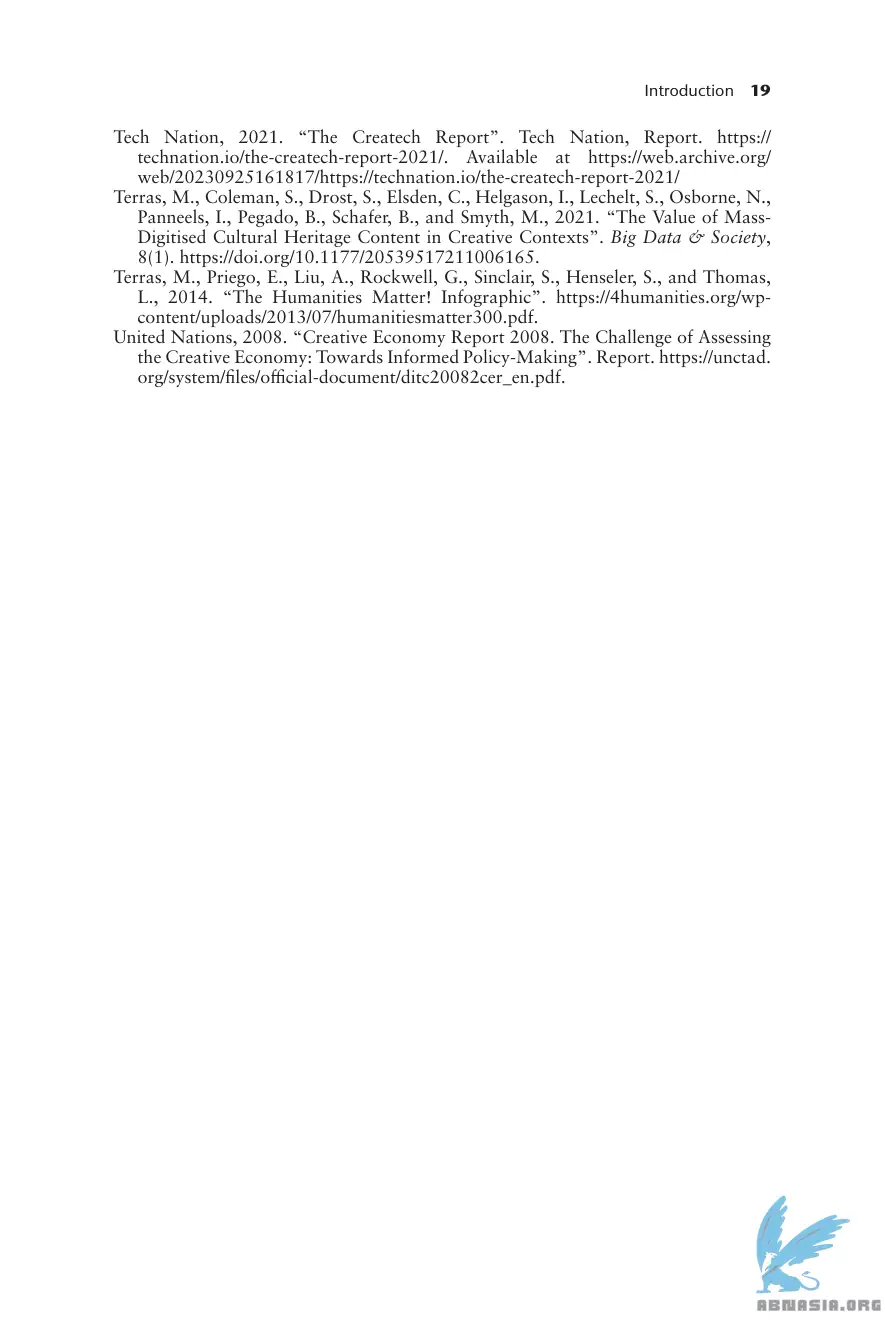 Introduction 19
Tech Nation, 2021. “The Createch Report”. Tech Nation, Report. https://
technation.io/the-createch-report-2021/. Available at https://web.archive.org/
web/20230925161817/https://technation.io/the-createch-report-2021/
Terras, M., Coleman, S., Drost, S., Elsden, C., Helgason, I., Lechelt, S., Osborne, N.,
Panneels, I., Pegado, B., Schafer, B., and Smyth, M., 2021. “The Value of Mass-
Digitised Cultural Heritage Content in Creative Contexts”. Big Data & Society,
8(1). https://doi.org/10.1177/20539517211006165.
Terras, M., Priego, E., Liu, A., Rockwell, G., Sinclair, S., Henseler, S., and Thomas,
L., 2014. “The Humanities Matter! Infographic”. https://4humanities.org/wp-
content/uploads/2013/07/humanitiesmatter300.pdf.
United Nations, 2008. “Creative Economy Report 2008. The Challenge of Assessing
the Creative Economy: Towards Informed Policy-Making”. Report. https://unctad.
org/system/files/official-document/ditc20082cer_en.pdf.
ABNASIA.ORG